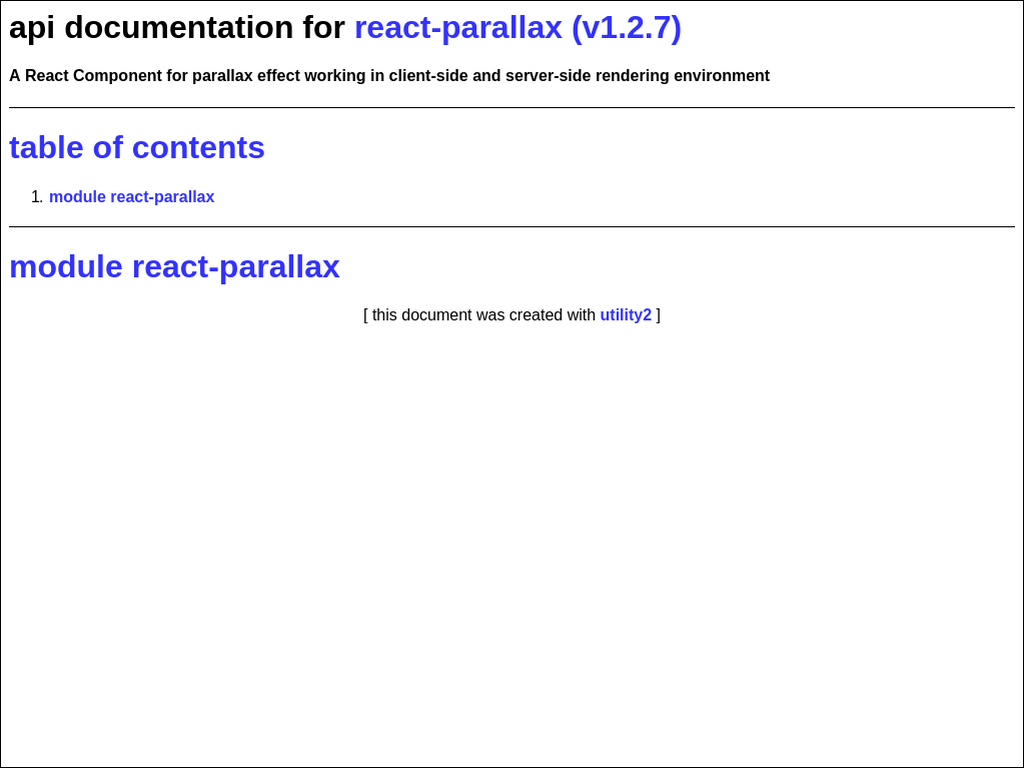 api documentation for react-parallax (v1.2.7)
A React Component for parallax effect working in client-side and server-side rendering environment
table of contents
1. module react-parallax
module react-parallax
[ this document was created with utility2 ]